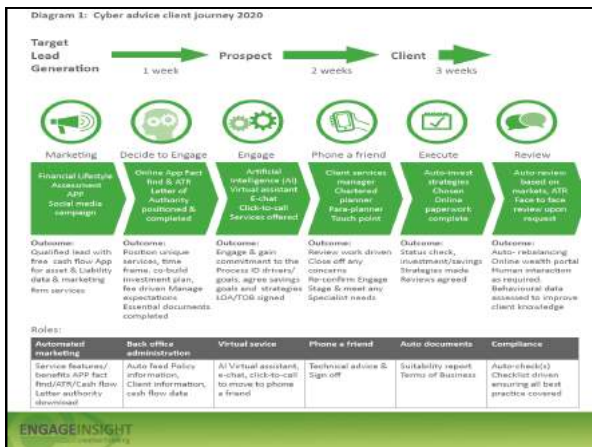 Diagram 1: Cyber advice client journey 2020
Target
Lead
Generation
Prospect
Client
1 week
2 weeks
3 weeks
Marketing
Decide to Engage
Engage
Phone a friend
Execute
Review
Financial Lifestyle
Assessment
APP
Social media
campaign
Online App Fact
find & ATR
Letter of
Authority
positioned &
completed
Artificial
intelligence (AI)
Virtual assistant
E-chat
Click-to-call
Services offered
Client services
manager
Chartered
planner
Para-planner
Touch point
Auto-invest
strategies
Chosen
Online
paperwork
complete
Auto review
based on
markets, ATR
Face to face
review upon
request
Outcome:
Qualified lead with
free cash flow App
for asset & Liability
data & marketing
firm services
Outcome:
Position unique
services, time
frame, co-build
investment plan,
fee driven Manage
expectations
Essential documents
completed
Outcome:
Engage & gain
commitment to the
Process ID drivers/
goals, agree savings
goals and strategies
LOA/TOB signed
Outcome:
Review work driven
Close off any
concerns
Re-confirm Engage
Stage & meet any
Specialist needs
Outcome:
Status check,
investment/savings
Strategies made
Reviews agreed
Outcome:
Auto- rebalancing
Online wealth portal
Human interaction
as required.
Behavioural data
assessed to improve
client knowledge
Roles:
Automated
marketing
Back office
administration
Virtual sevice
Phone a friend
Auto documents
Compliance
Service features/
benefits APP fact
find/ATR/Cash flow
Letter authority
download
Auto feed Policy
information,
Client information,
cash flow data
AI Virtual assistant,
e-chat, click-to-call
to move to phone
a friend
Technical advice &
Sign off
Suitability report
Terms of Business
Auto-check(s)
Checklist driven
ensuring all best
practice covered
ENGAGEINSIGHT